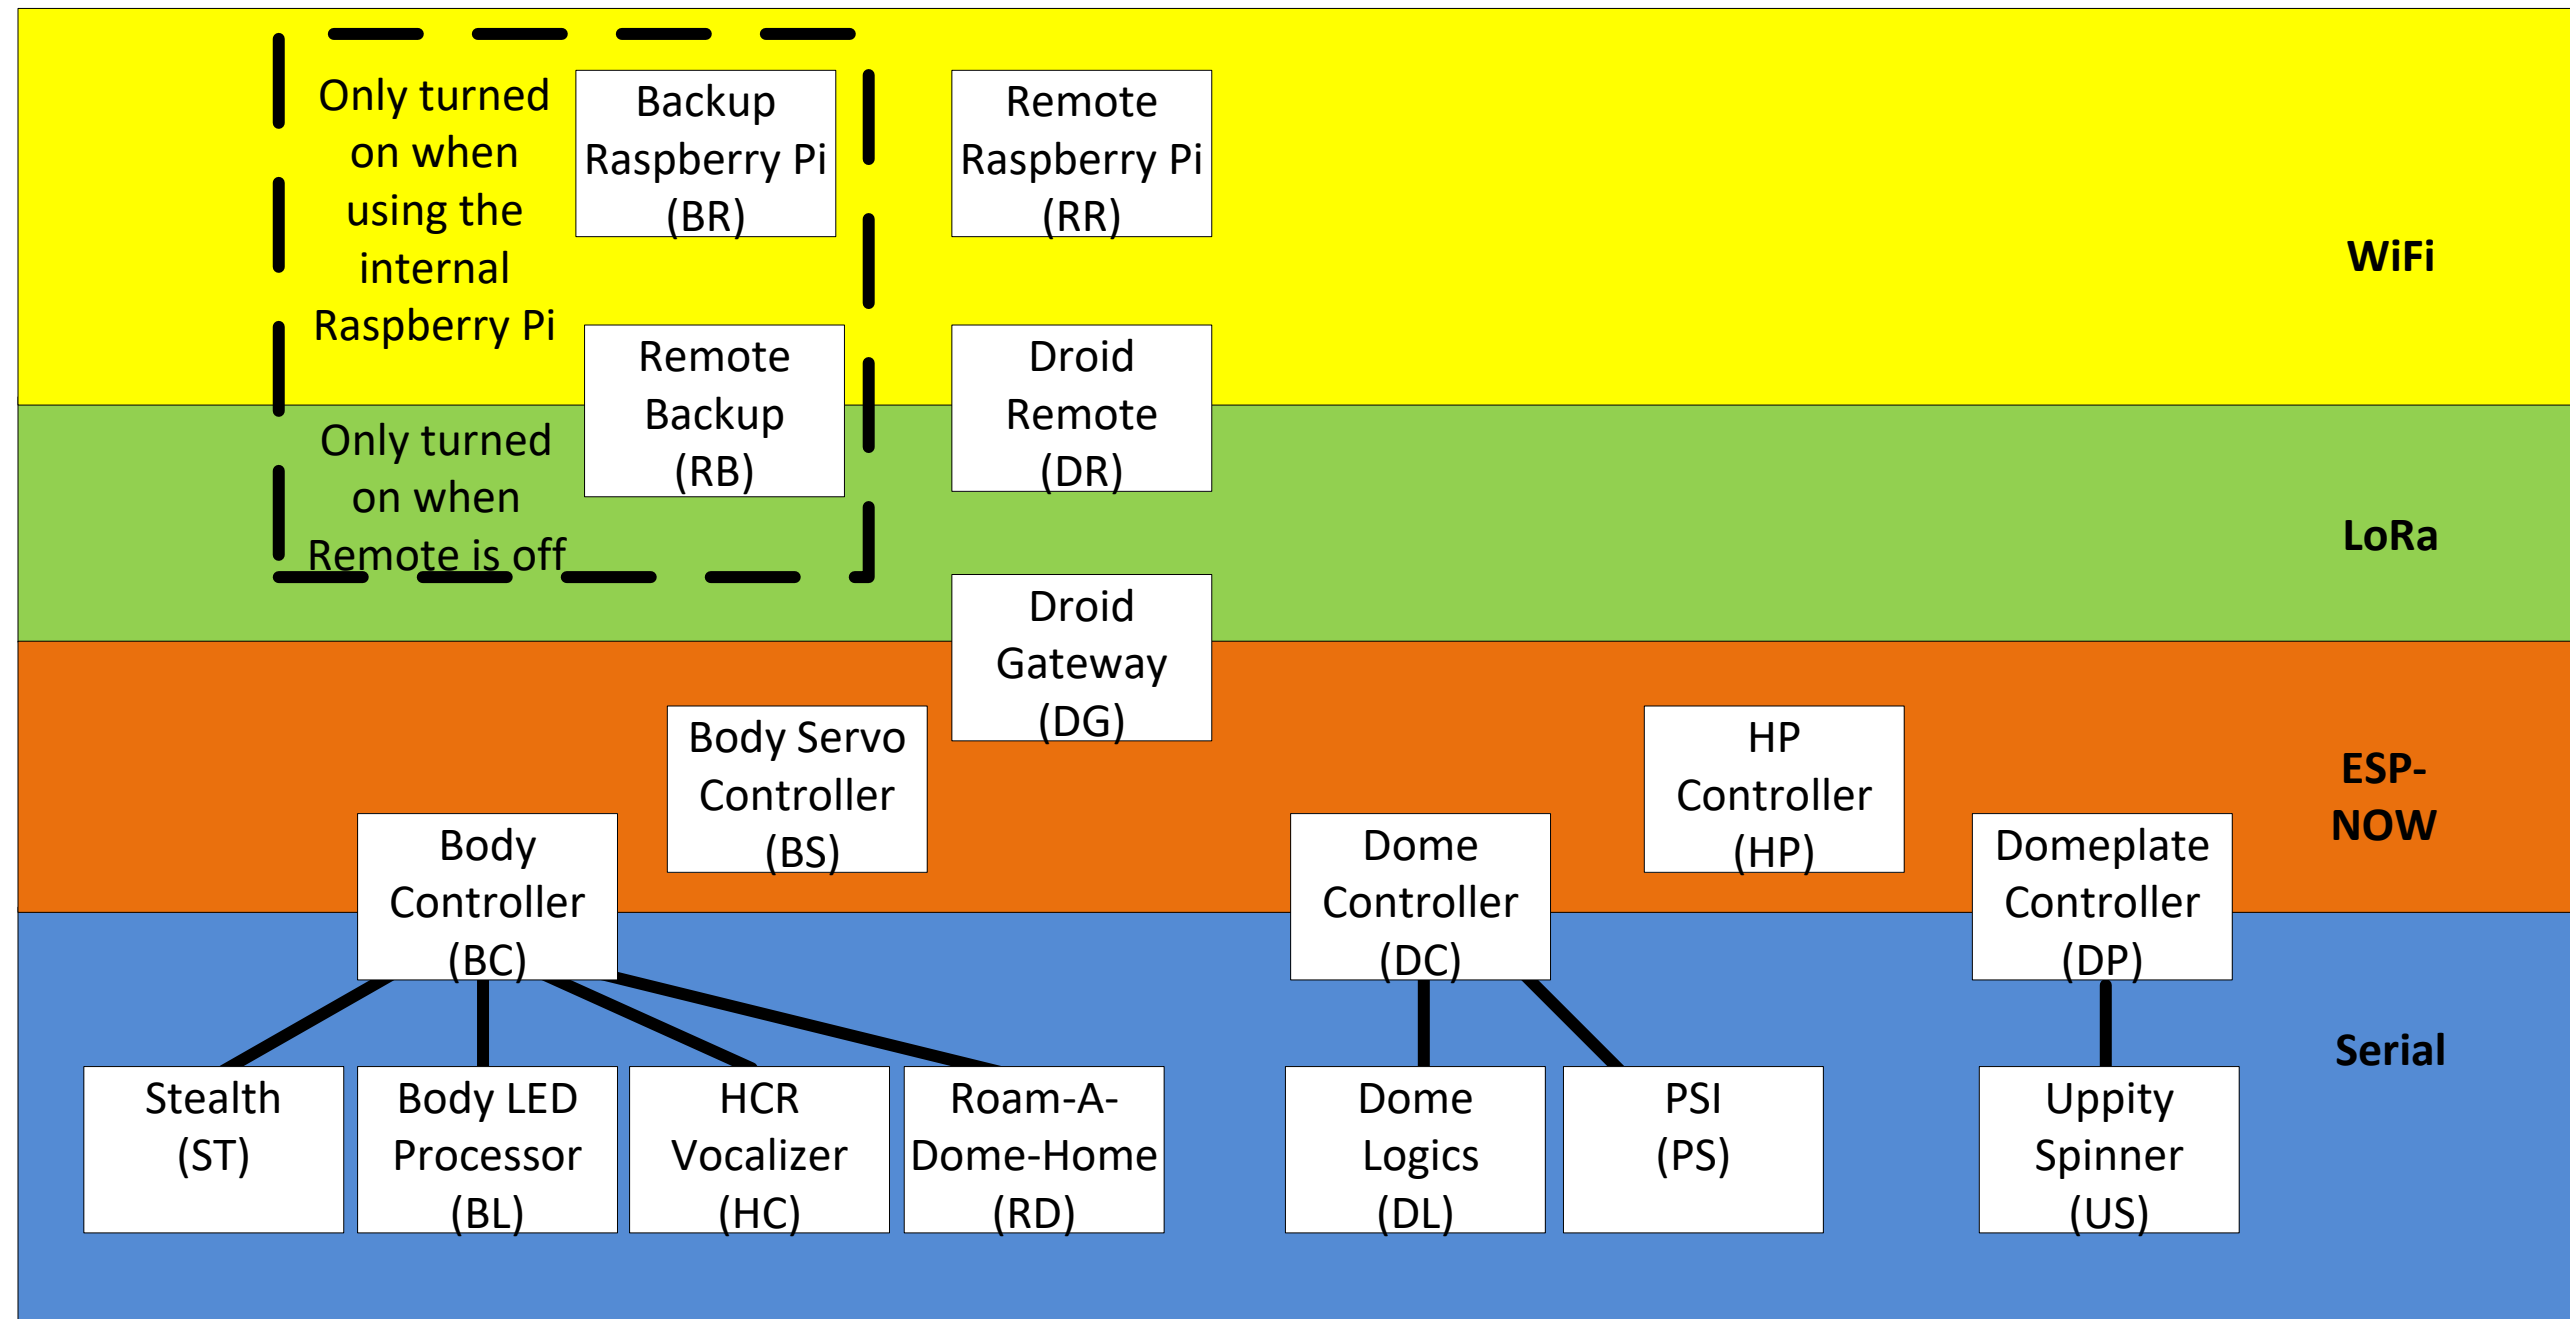 Only turned
on when
using the
internal
Raspberry Pi
Backup
Raspberry Pi
(BR)
Remote
Raspberry Pi
(RR)
WiFi
Remote
Backup
(RB)
Droid
Remote
(DR)
Only turned
on when
Remote is off
LoRa
Droid
Gateway
(DG)
Body Servo
Controller
(BS)
HP
Controller
(HP)
ESP-
NOW
Body
Controller
(BC)
Dome
Controller
(DC)
Domeplate
Controller
(DP)
Serial
Stealth
(ST)
Body LED
Processor
(BL)
HCR
Vocalizer
(HC)
Roam-A-
Dome-Home
(RD)
Dome
Logics
(DL)
PSI
(PS)
Uppity
Spinner
(US)